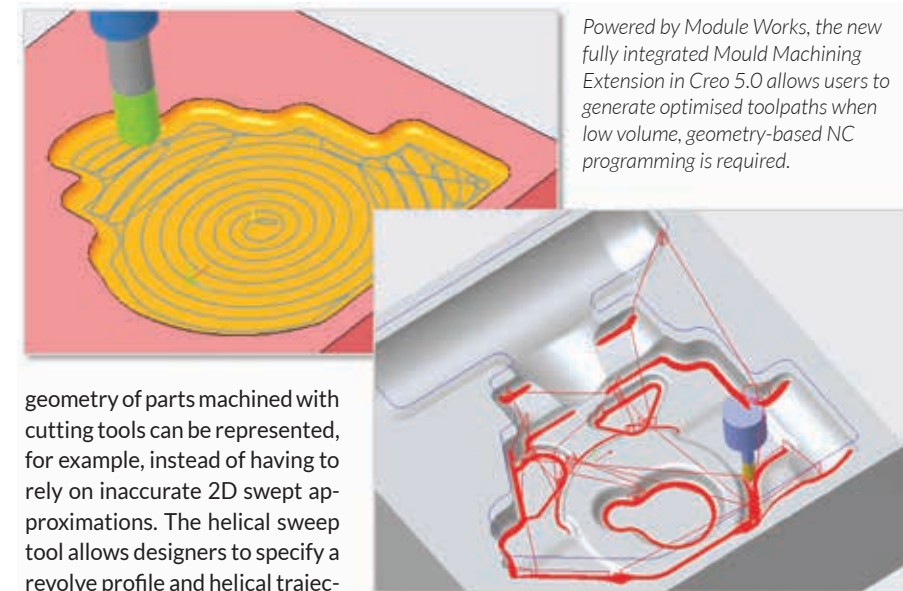 Powered by Module Works, the new
fully integrated Mould Machining
Extension in Creo 5.0 allows users to
generate optimised toolpaths when
low volume, geometry-based NC
programming is required.
geometry of parts machined with
cutting tools can be represented,
for example, instead of having to
rely on inaccurate 2D swept ap-
proximations. The helical sweep
tool allows designers to specify a
revolve profile and helical trajec-